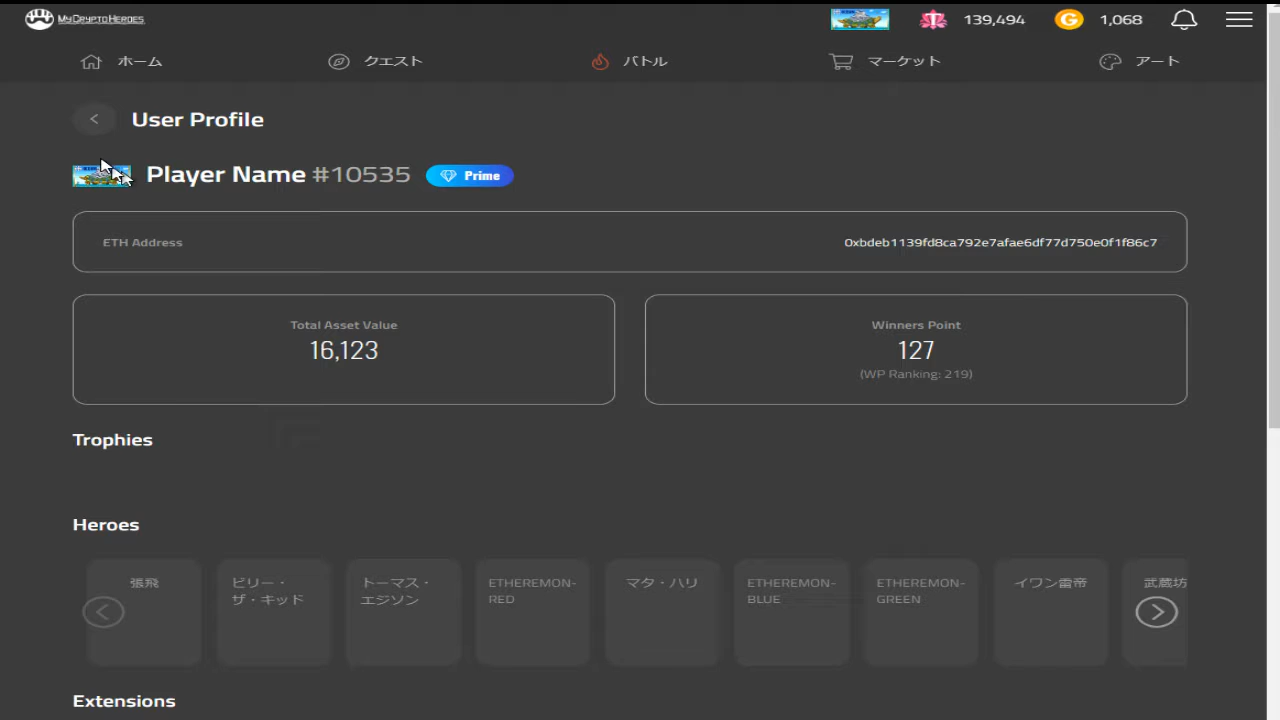 MyCryptoHeroes
139,494
G
1,068
ホーム
クエスト
バトル
マーケット
アート
User Profile
Player Name #10535
Prime
ETH Address
0xbdeb1139fd8ca792e7afae6df77d750e0f1f86c7
Total Asset Value
16,123
Winners Point
127
(WP Ranking: 219)
Trophies
Heroes
張飛
ビリー・
ザ・キッド
トーマス・
エジソン
ETHEREMON-
RED
マタ・ハリ
ETHEREMON-
BLUE
ETHEREMON-
GREEN
イワン雷帝
武蔵坊
Extensions